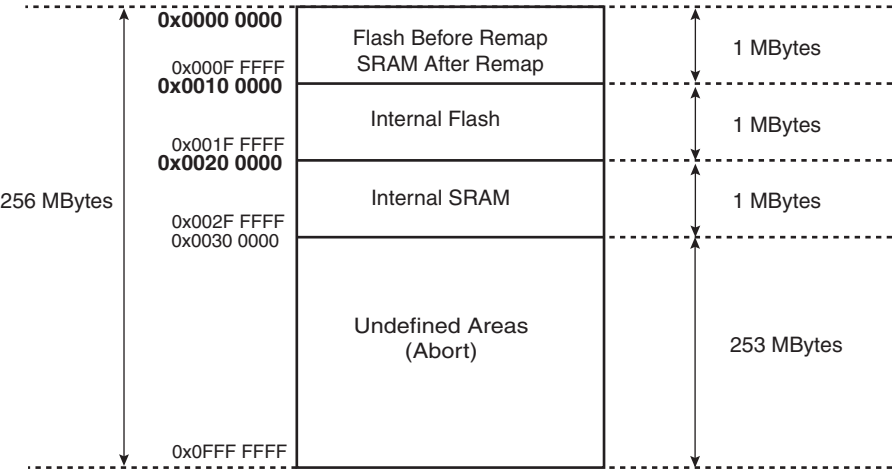 0x0000 0000
Flash Before Remap
SRAM After Remap
1 MBytes
0x000F FFFF
0x0010 0000
Internal Flash
1 MBytes
0x001F FFFF
0x0020 0000
256 MBytes
Internal SRAM
1 MBytes
0x002F FFFF
0x0030 0000
Undefined Areas
(Abort)
253 MBytes
0x0FFF FFFF